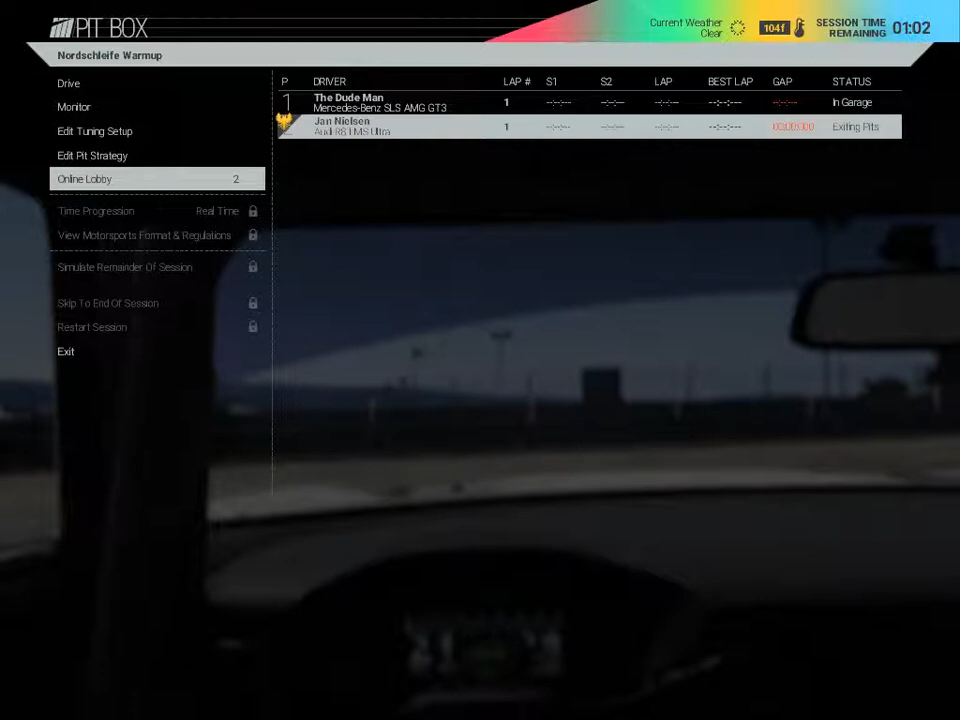 PIT BOX
Current Weather
Clear
104f
SESSION TIME
REMAINING
01:02
Nordschleife Warmup
Drive
Monitor
Edit Tuning Setup
Edit Pit Strategy
Online Lobby 2
Time Progression Real Time
View Motorsports Format & Regulations
Simulate Remainder Of Session
Skip To End Of Session
Restart Session
Exit
P DRIVER LAP # S1 S2 LAP BEST LAP GAP STATUS
1 The Dude Man 1 --:--:--- --:--:--- --:--:--- --:--:--- --:--:--- In Garage
Mercedes-Benz SLS AMG GT3
Jan Nielsen 1 --:--:--- --:--:--- --:--:--- --:--:--- 00:00:000 Exiting Pits
Audi R8 LMS Ultra